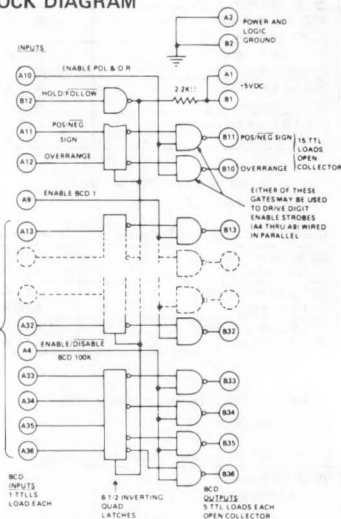 OCK DIAGRAM
A2
POWER AND
LOGIC
GROUND
B2
INPUTS
A10
ENABLE POL & O R
A1
+5VDC
B1
2 2K
B12
HOLD/FOLLOW
A11
POS/NEG
SIGN
B11
POS/NEG SIGN
15 TTL
LOADS
OPEN
COLLECTOR
A12
OVERRANGE
B10
OVERRANGE
EITHER OF THESE
GATES MAY BE USED
TO DRIVE DIGIT
ENABLE STROBES
(A4 THRU A9) WIRED
IN PARALLEL
A9
ENABLE BCD 1
A13
B13
A32
B32
A4
ENABLE/DISABLE
BCD 100K
A33
B33
A34
B34
A35
B35
A36
B36
BCD
INPUTS
1 TTLLS
LOAD EACH
6 1/2 INVERTING
QUAD
LATCHES
BCD
OUTPUTS
5 TTL LOADS EACH
OPEN COLLECTOR